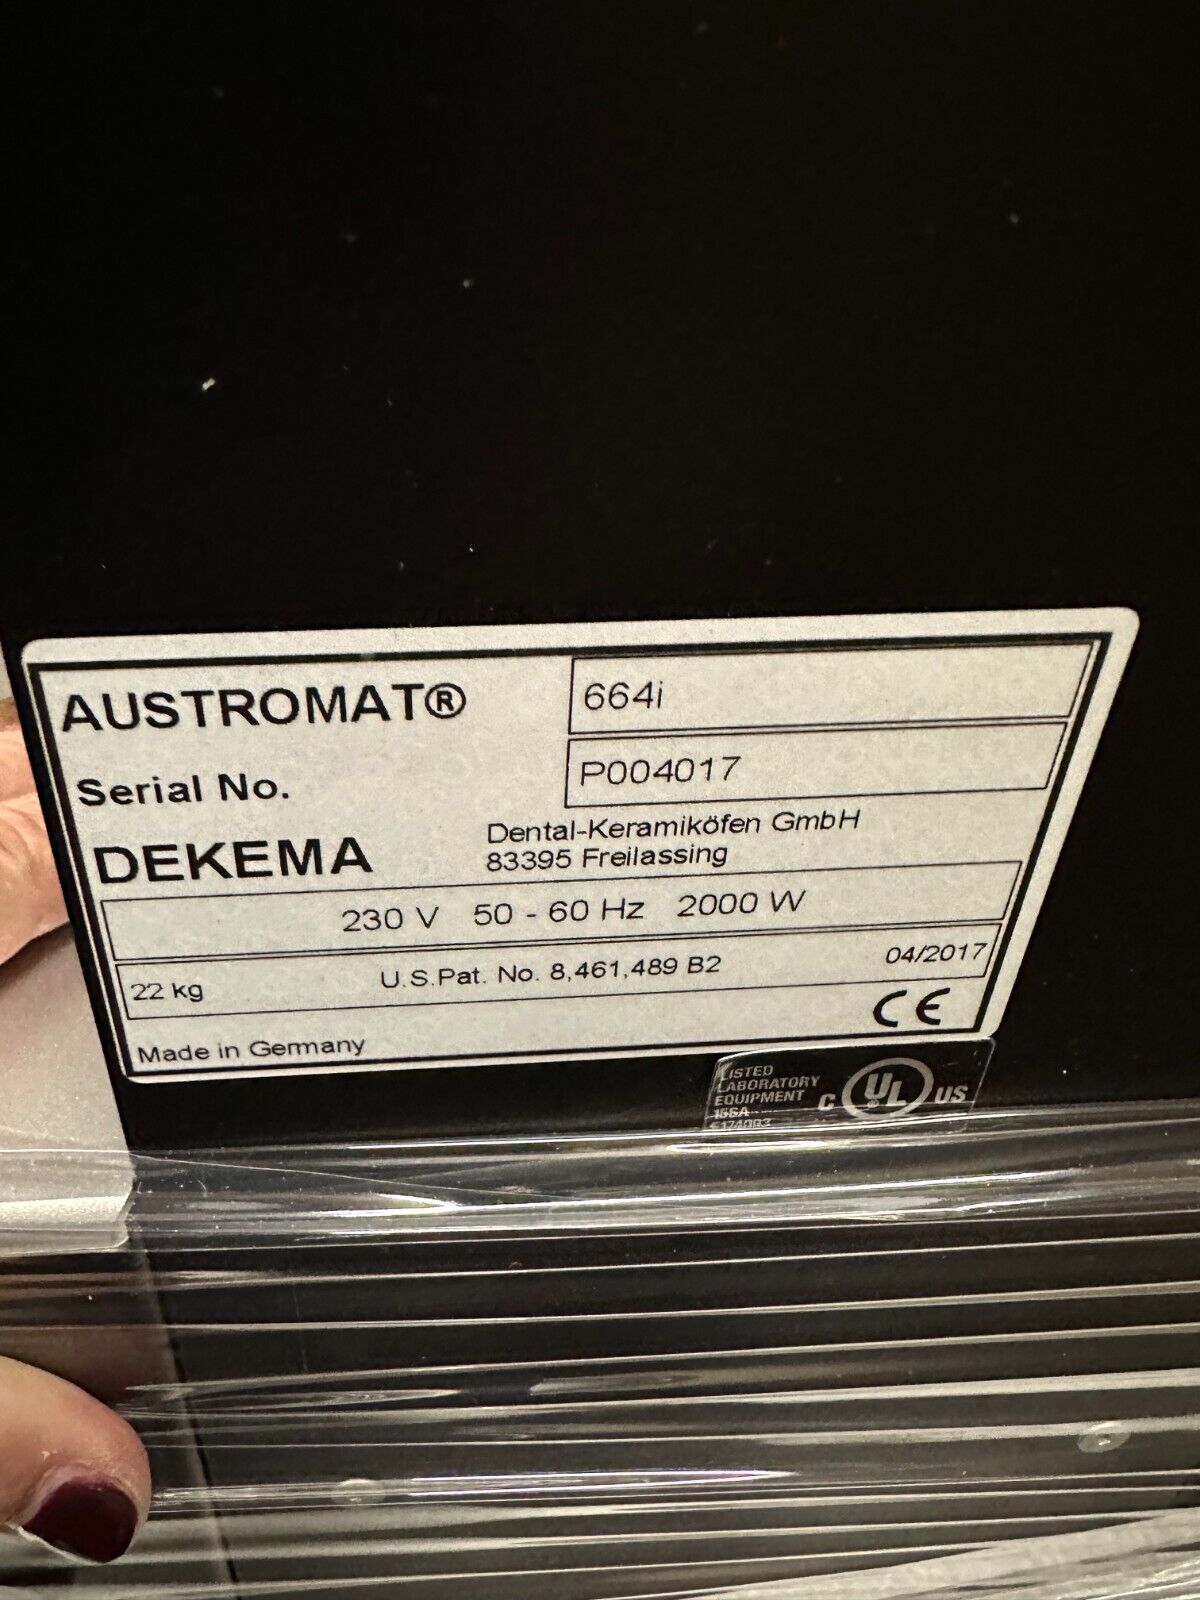 AUSTROMAT® 664i
Serial No. P004017
DEKEMA Dental-Keramiköfen GmbH
83395 Freilassing
230 V 50 - 60 Hz 2000 W
22 kg U.S.Pat. No. 8,461,489 B2 04/2017
CE
Made in Germany
LISTED
LABORATORY
EQUIPMENT
C UL US